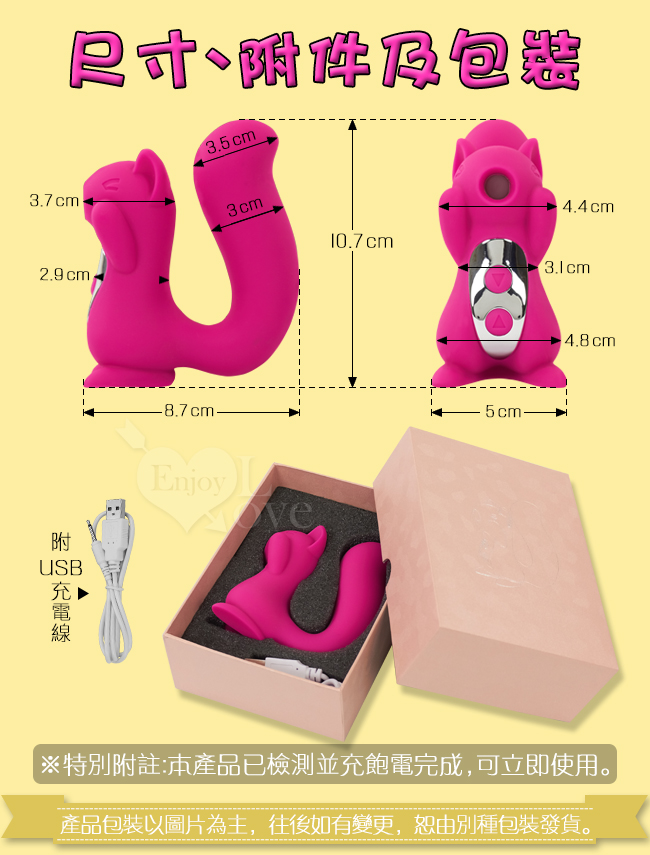 尺寸、附件及包裝
3.5cm
3.7cm
3cm
2.9cm
10.7cm
8.7cm
4.4cm
3.1cm
4.8cm
5cm
Enjoy Love
附
USB
充
電
線
※特別附註:本產品已檢測並充飽電完成,可立即使用。
產品包裝以圖片為主，往後如有變更，恕由別種包裝發貨。